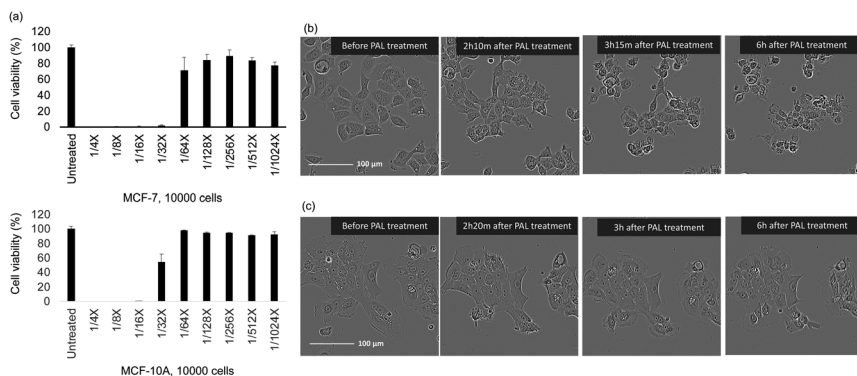 (a)
Cell viability (%)
120
100
80
60
40
20
0
Untreated
1/4X
1/8X
1/16X
1/32X
1/64X
1/128X
1/256X
1/512X
1/1024X
MCF-7, 10000 cells
Cell viability (%)
120
100
80
60
40
20
0
Untreated
1/4X
1/8X
1/16X
1/32X
1/64X
1/128X
1/256X
1/512X
1/1024X
MCF-10A, 10000 cells
(b)
Before PAL treatment
2h10m after PAL treatment
3h15m after PAL treatment
6h after PAL treatment
100 µm
(c)
Before PAL treatment
2h20m after PAL treatment
3h after PAL treatment
6h after PAL treatment
100 µm